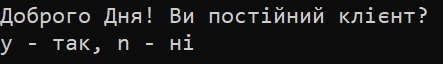 Доброго Дня! Ви постійний клієнт?
y - так, n - ні